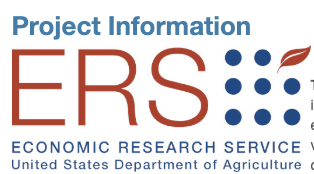 Project Information
ERS
ECONOMIC RESEARCH SERVICE
United States Department of Agriculture